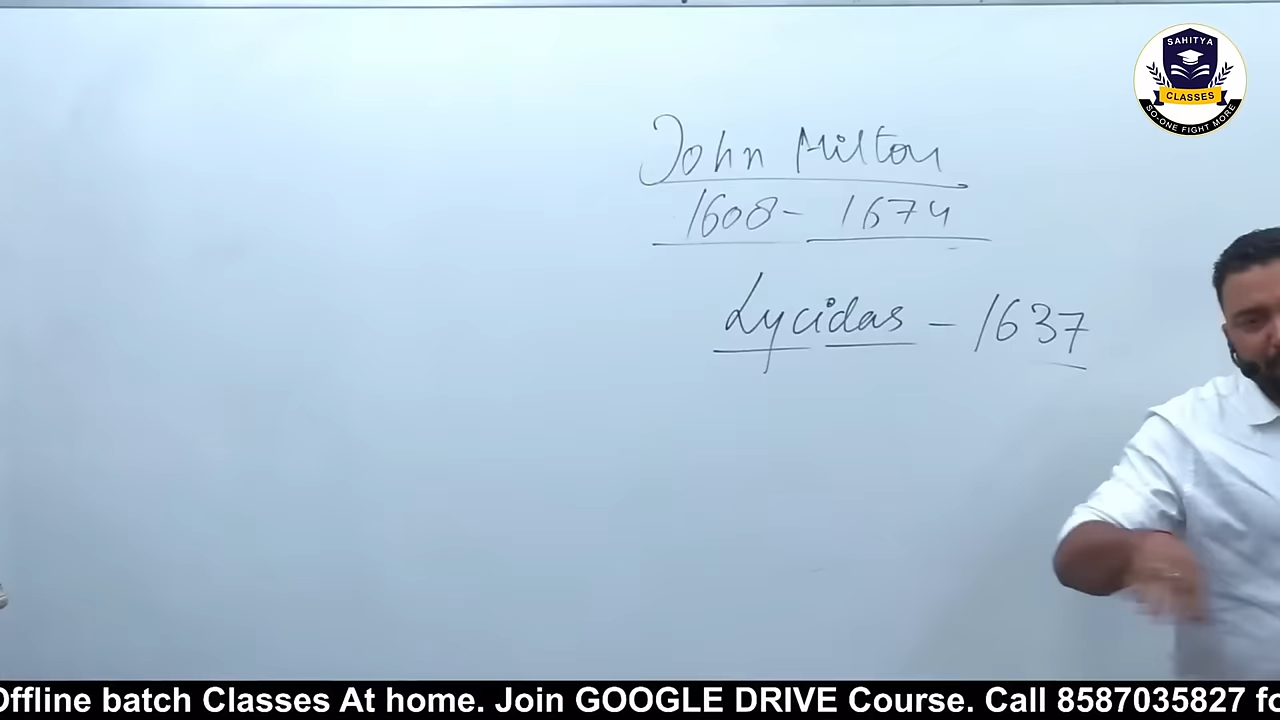 SAHITYA
CLASSES
SO-ONE FIGHT MORE
John Milton
1608 - 1674
Lycidas - 1637
Offline batch Classes At home. Join GOOGLE DRIVE Course. Call 8587035827 fo